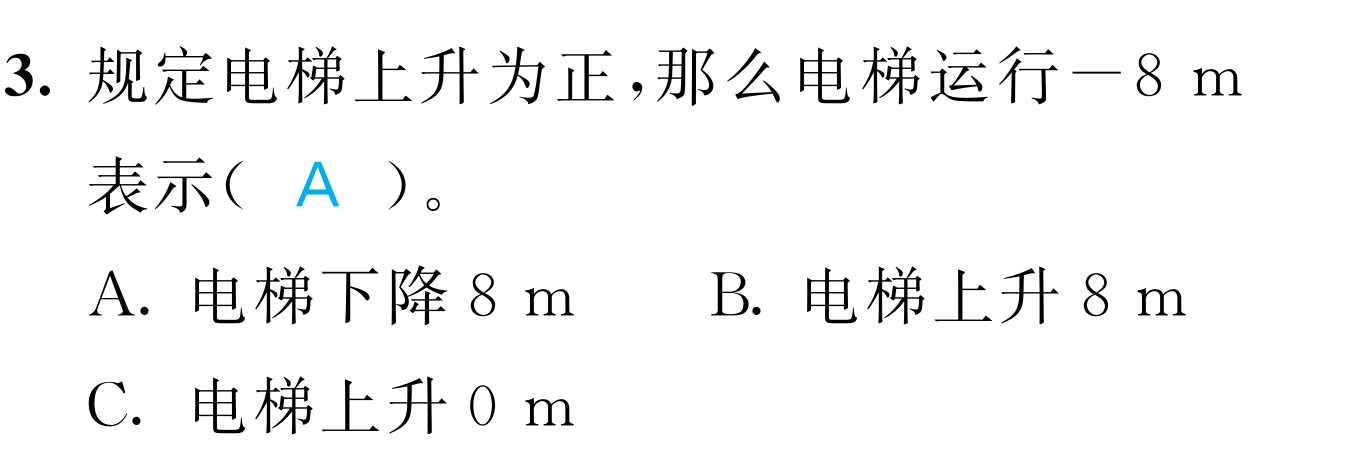 3. 规定电梯上升为正,那么电梯运行－8 m
表示( A )。
A. 电梯下降 8 m B. 电梯上升 8 m
C. 电梯上升 0 m